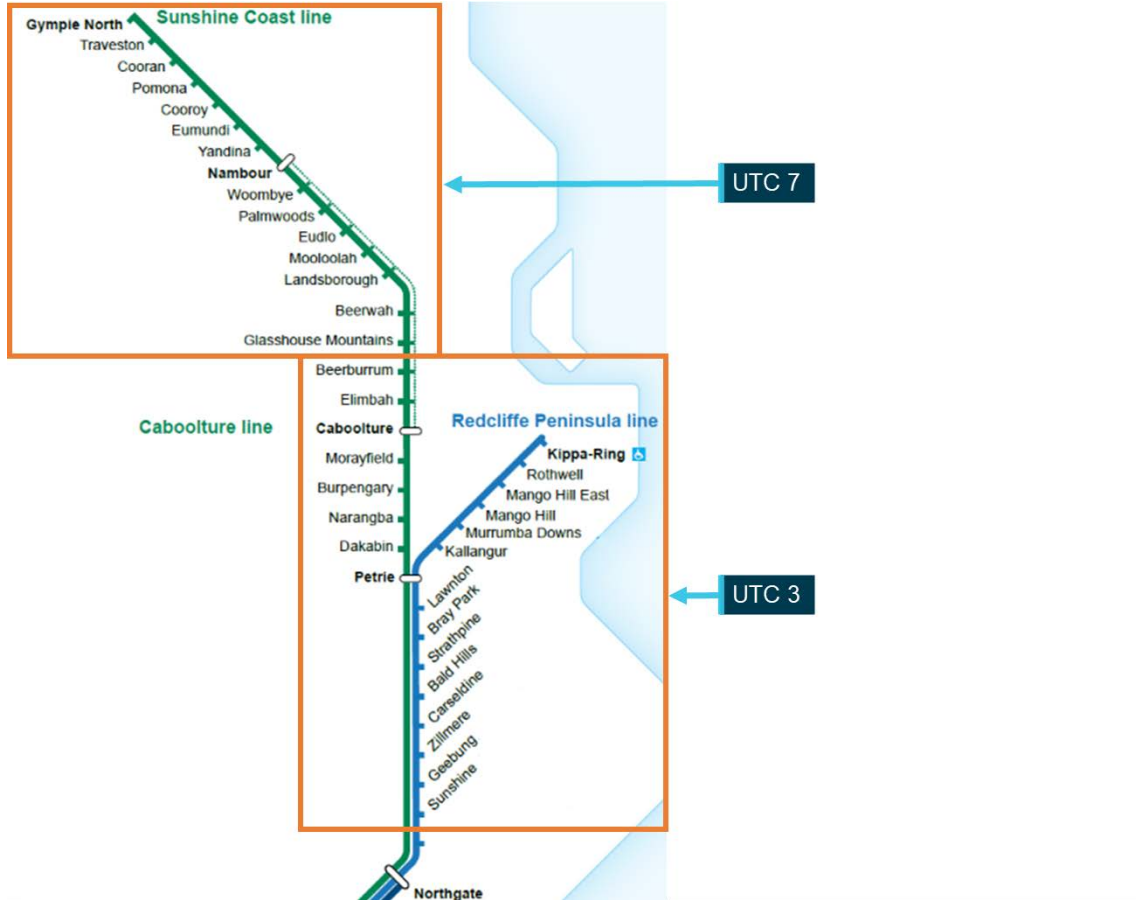 Sunshine Coast line
Gympie North
Traveston
Cooran
Pomona
Cooroy
Eumundi
Yandina
Nambour
Woombye
Palmwoods
Eudlo
Mooloolah
Landsborough
Beerwah
Glasshouse Mountains
UTC 7
Beerburrum
Elimbah
Caboolture line
Caboolture
Morayfield
Burpengary
Narangba
Dakabin
Petrie
Redcliffe Peninsula line
Kippa-Ring
Rothwell
Mango Hill East
Mango Hill
Murrumba Downs
Kallangur
Lawnton
Bray Park
Strathpine
Bald Hills
Carseldine
Zillmere
Geebung
Sunshine
UTC 3
Northgate